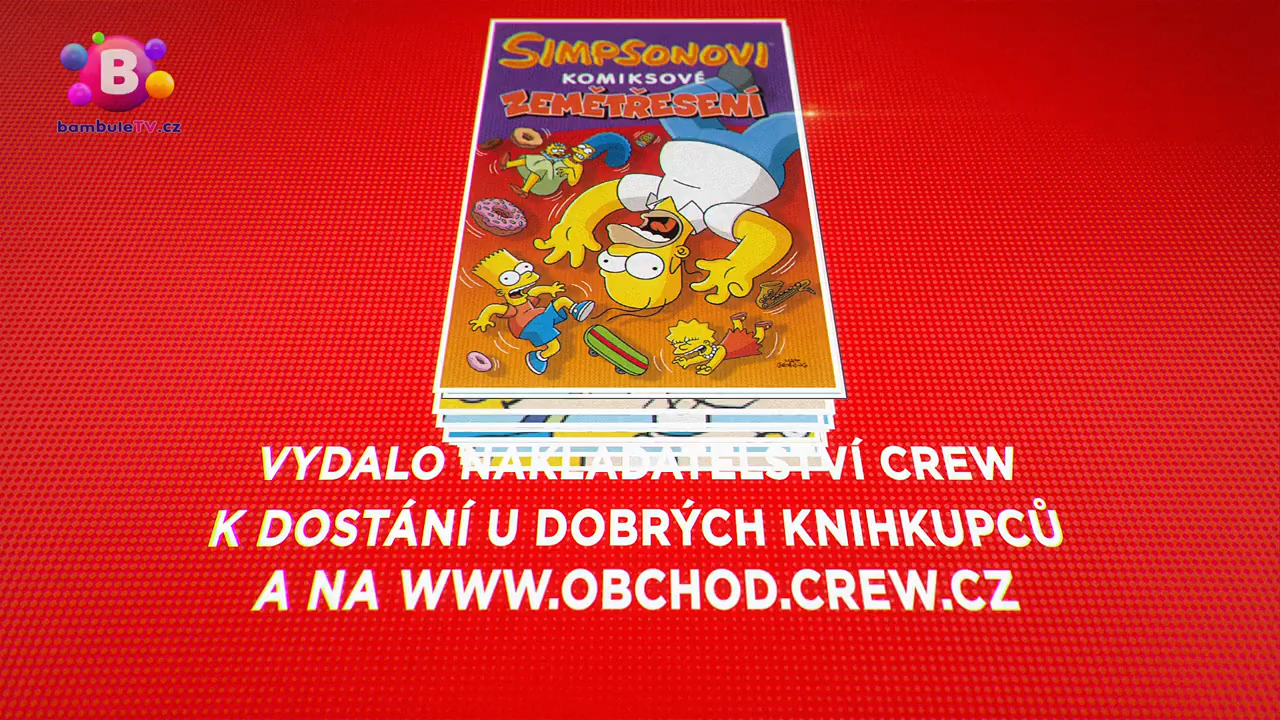 B
bambuleTV.cz
SIMPSONOVI
KOMIKSOVÉ
ZEMĚTŘESENÍ
VYDALO NAKLADATELSTVÍ CREW
K DOSTÁNÍ U DOBRÝCH KNIHKUPCŮ
A NA WWW.OBCHOD.CREW.CZ